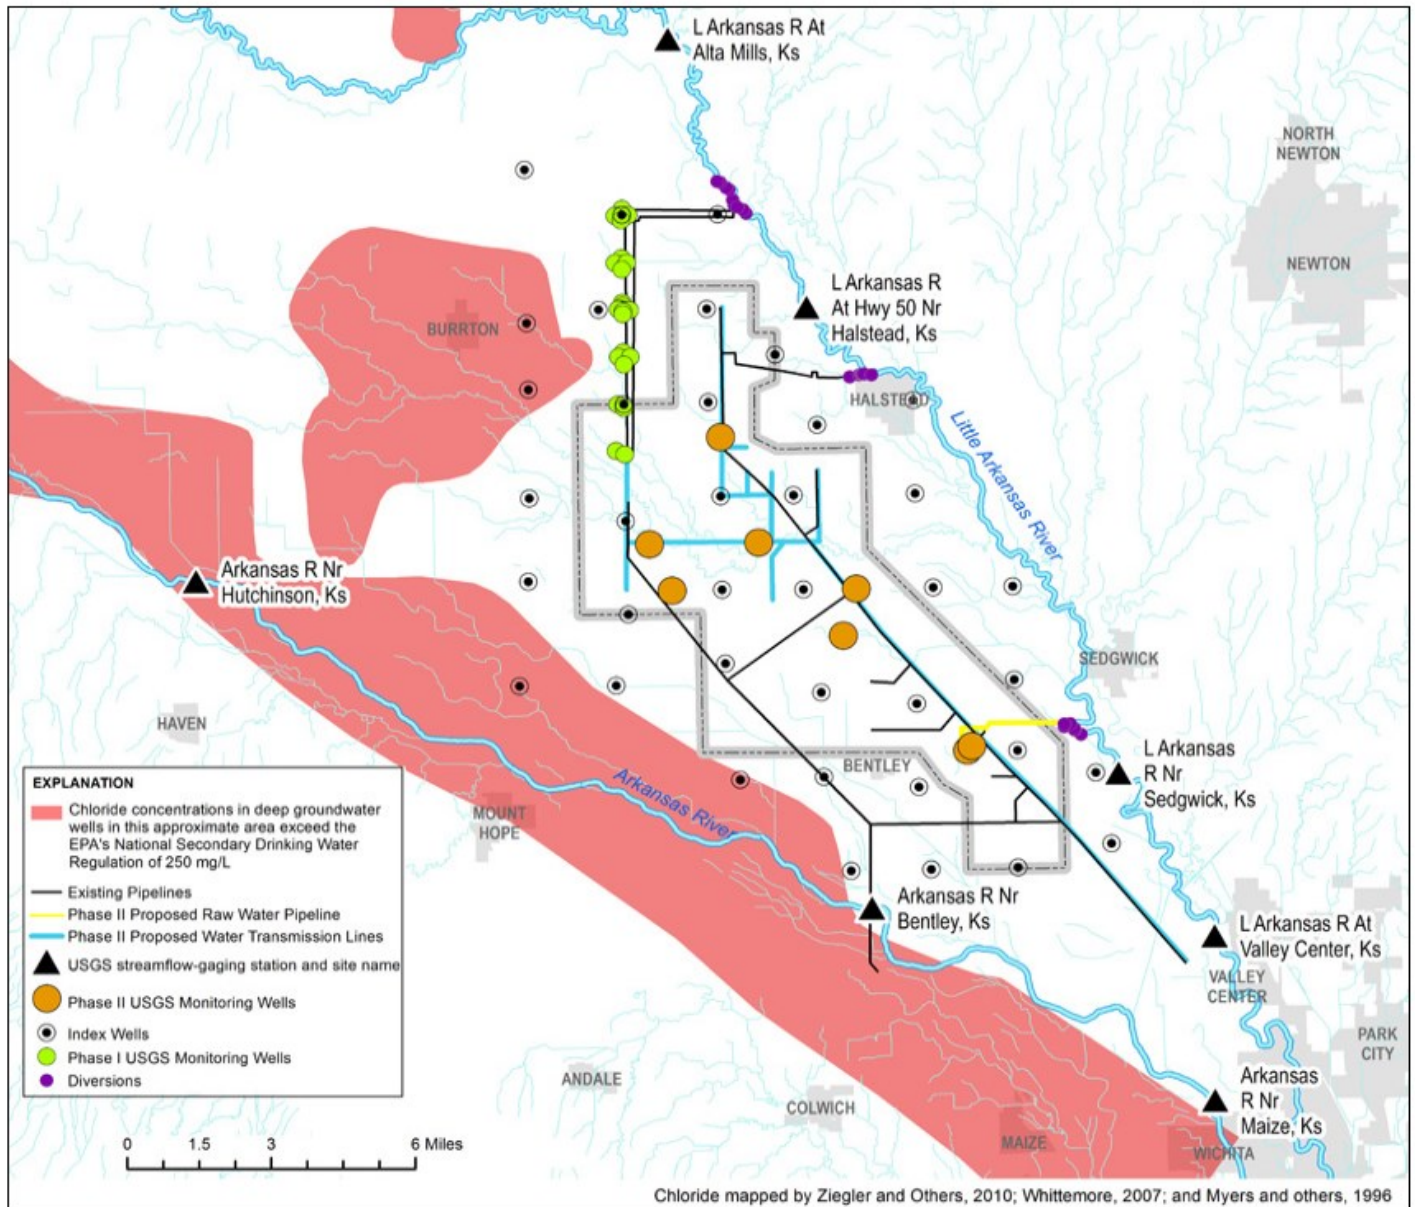 L Arkansas R At
Alta Mills, Ks
NORTH
NEWTON
NEWTON
L Arkansas R
At Hwy 50 Nr
Halstead, Ks
BURRTON
HALSTEAD
Little Arkansas River
Arkansas R Nr
Hutchinson, Ks
SEDGWICK
HAVEN
BENTLEY
L Arkansas
R Nr
Sedgwick, Ks
Arkansas River
MOUNT
HOPE
EXPLANATION
Chloride concentrations in deep groundwater
wells in this approximate area exceed the
EPA's National Secondary Drinking Water
Regulation of 250 mg/L
Existing Pipelines
Phase II Proposed Raw Water Pipeline
Phase II Proposed Water Transmission Lines
USGS streamflow-gaging station and site name
Phase II USGS Monitoring Wells
Index Wells
Phase I USGS Monitoring Wells
Diversions
Arkansas R Nr
Bentley, Ks
L Arkansas R At
Valley Center, Ks
VALLEY
CENTER
PARK
CITY
ANDALE
COLWICH
Arkansas
R Nr
Maize, Ks
MAIZE
WICHITA
0 1.5 3 6 Miles
Chloride mapped by Ziegler and Others, 2010; Whittemore, 2007; and Myers and others, 1996